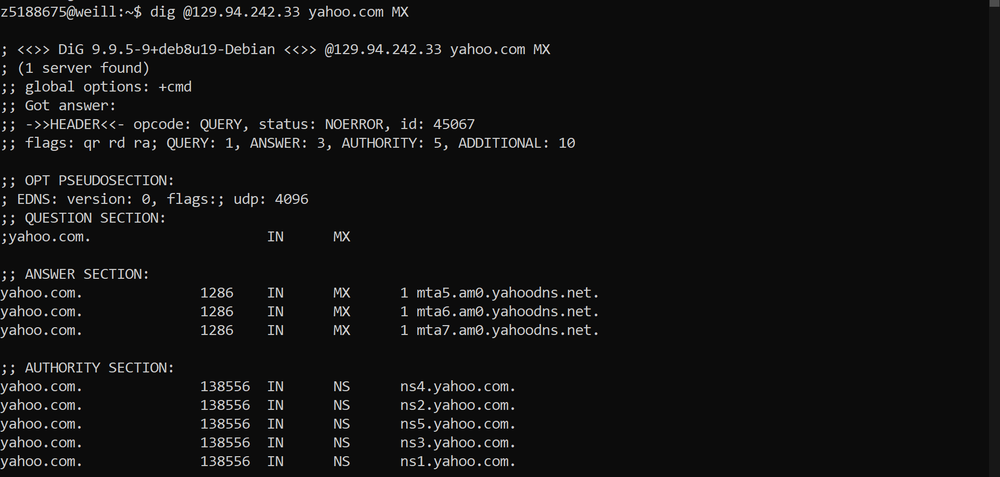 z5188675@weill:~$ dig @129.94.242.33 yahoo.com MX
; <<>> DiG 9.9.5-9+deb8u19-Debian <<>> @129.94.242.33 yahoo.com MX
; (1 server found)
;; global options: +cmd
;; Got answer:
;; ->>HEADER<<- opcode: QUERY, status: NOERROR, id: 45067
;; flags: qr rd ra; QUERY: 1, ANSWER: 3, AUTHORITY: 5, ADDITIONAL: 10
;; OPT PSEUDOSECTION:
; EDNS: version: 0, flags:; udp: 4096
;; QUESTION SECTION:
;yahoo.com. IN MX
;; ANSWER SECTION:
yahoo.com. 1286 IN MX 1 mta5.am0.yahoodns.net.
yahoo.com. 1286 IN MX 1 mta6.am0.yahoodns.net.
yahoo.com. 1286 IN MX 1 mta7.am0.yahoodns.net.
;; AUTHORITY SECTION:
yahoo.com. 138556 IN NS ns4.yahoo.com.
yahoo.com. 138556 IN NS ns2.yahoo.com.
yahoo.com. 138556 IN NS ns5.yahoo.com.
yahoo.com. 138556 IN NS ns3.yahoo.com.
yahoo.com. 138556 IN NS ns1.yahoo.com.